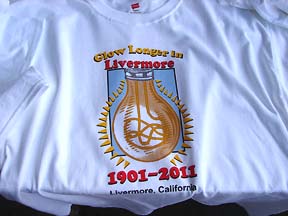 Glow Longer in
Livermore
1901-2011
Livermore, California